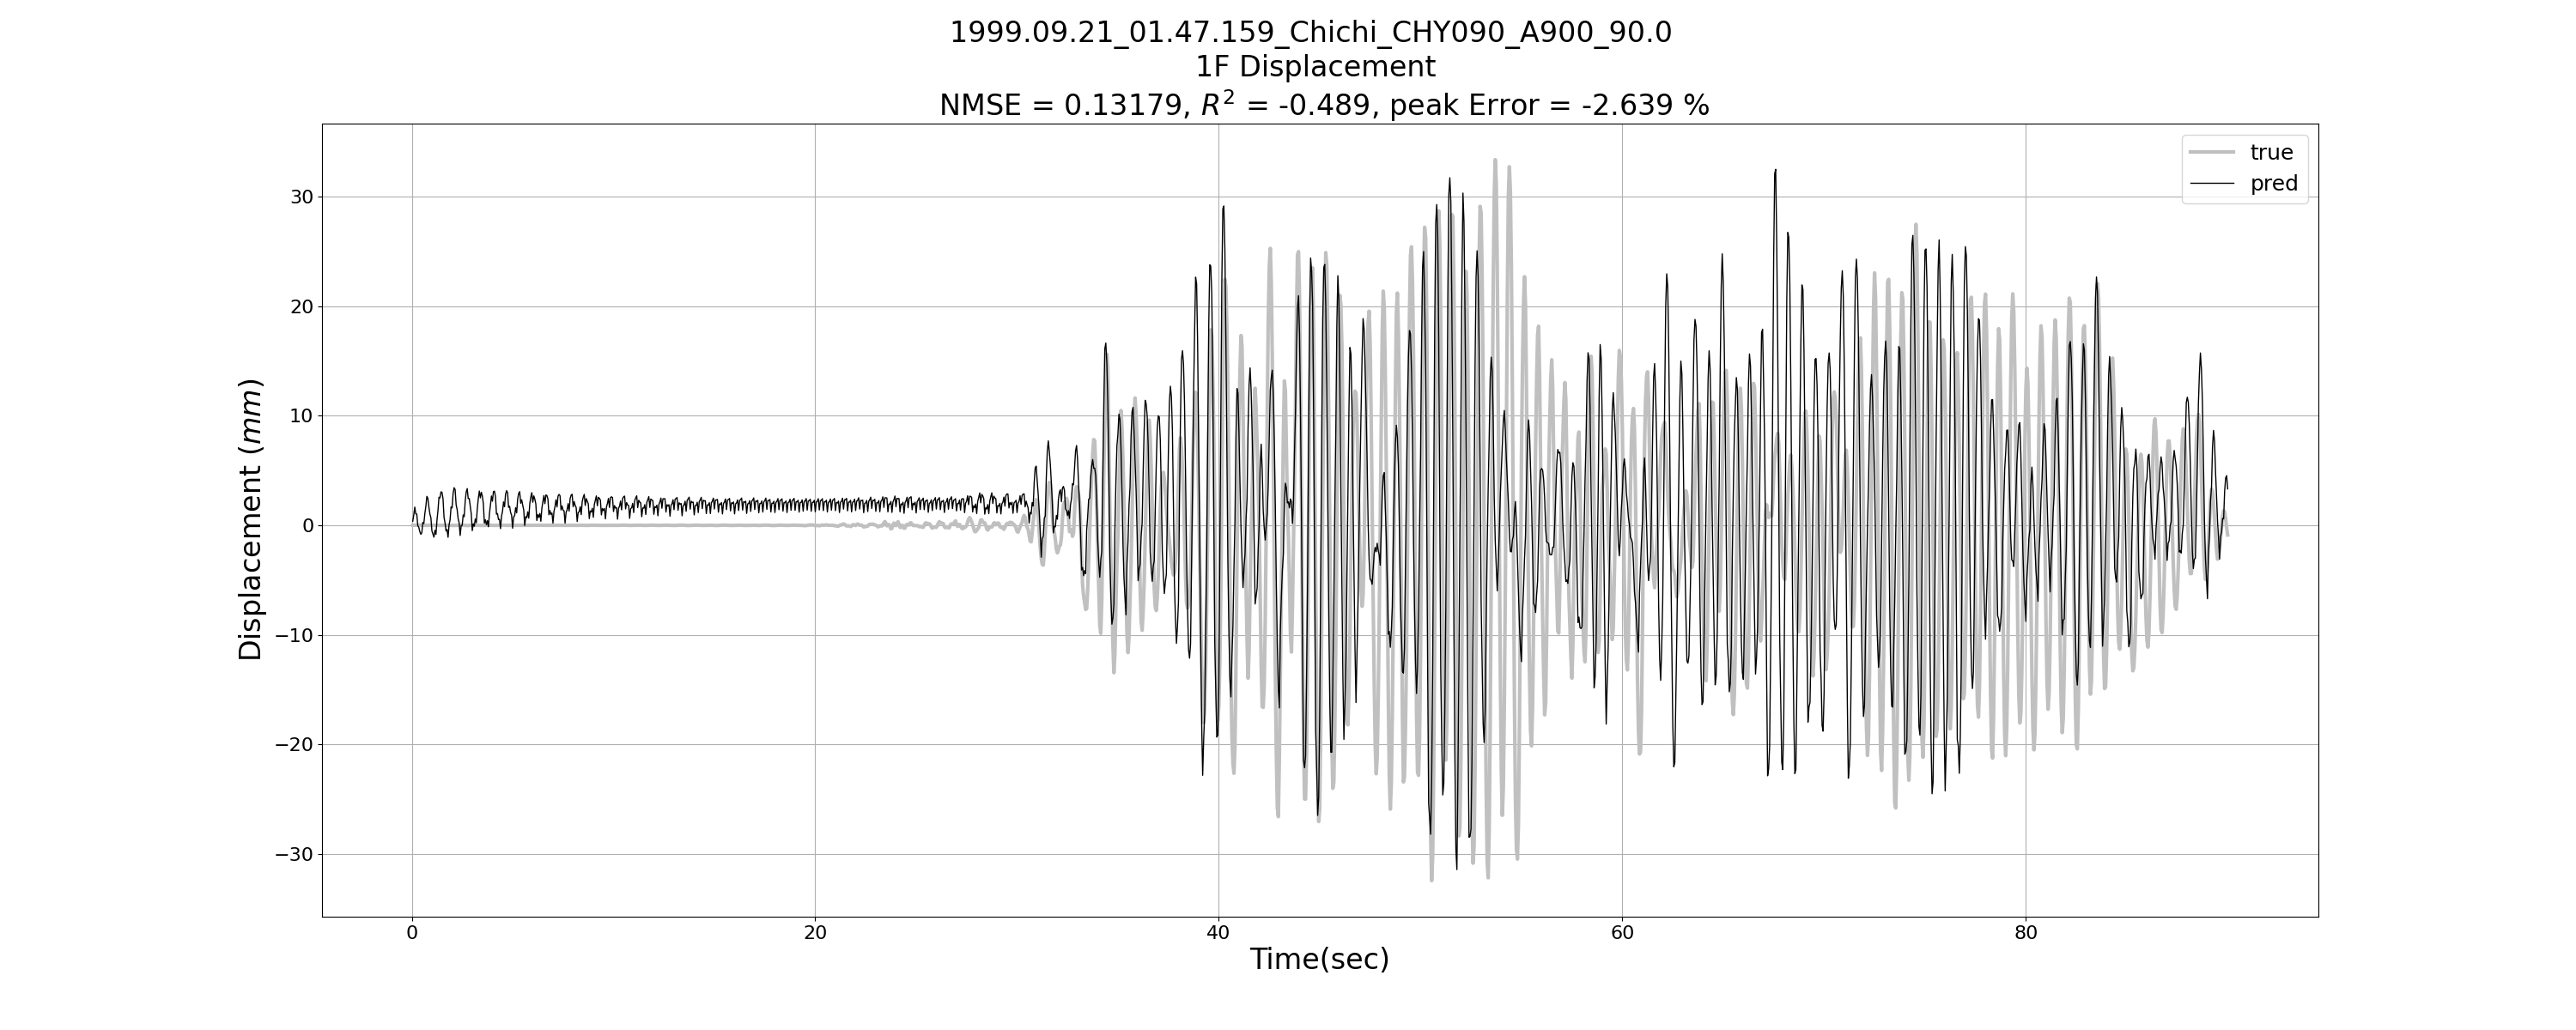 1999.09.21_01.47.159_Chichi_CHY090_A900_90.0
1F Displacement
NMSE = 0.13179, R² = -0.489, peak Error = -2.639 %
true
pred
Displacement (mm)
30
20
10
0
−10
−20
−30
0 20 40 60 80
Time(sec)